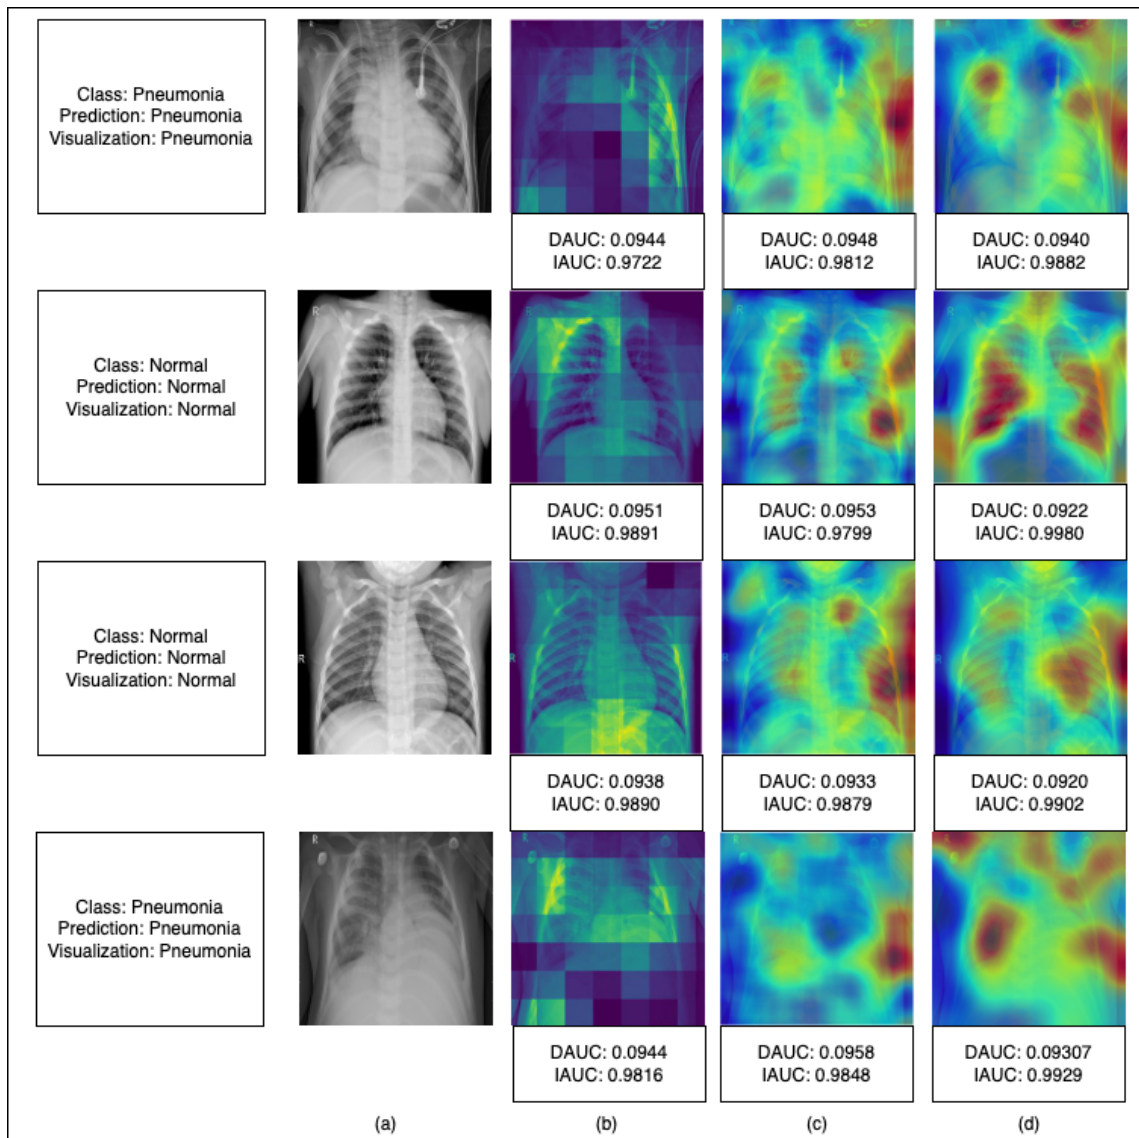 Class: Pneumonia
Prediction: Pneumonia
Visualization: Pneumonia
R
DAUC: 0.0944
IAUC: 0.9722
DAUC: 0.0948
IAUC: 0.9812
DAUC: 0.0940
IAUC: 0.9882
Class: Normal
Prediction: Normal
Visualization: Normal
R
R
R
R
DAUC: 0.0951
IAUC: 0.9891
DAUC: 0.0953
IAUC: 0.9799
DAUC: 0.0922
IAUC: 0.9980
Class: Normal
Prediction: Normal
Visualization: Normal
R
R
R
R
DAUC: 0.0938
IAUC: 0.9890
DAUC: 0.0933
IAUC: 0.9879
DAUC: 0.0920
IAUC: 0.9902
Class: Pneumonia
Prediction: Pneumonia
Visualization: Pneumonia
R
R
R
R
DAUC: 0.0944
IAUC: 0.9816
DAUC: 0.0958
IAUC: 0.9848
DAUC: 0.09307
IAUC: 0.9929
(a)
(b)
(c)
(d)